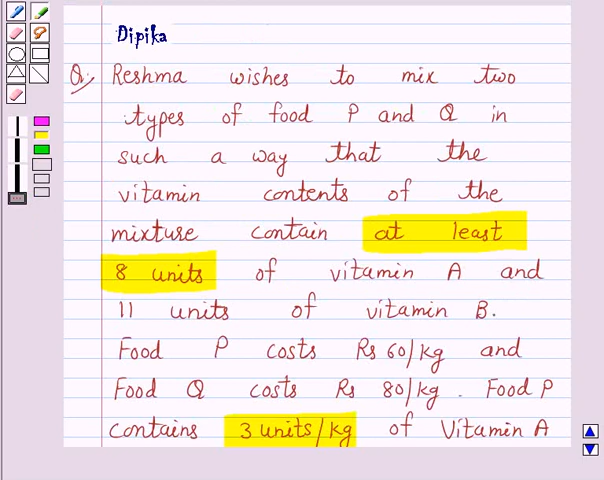 Dipika
Q, Reshma wishes to mix two
types of food P and Q in
such a way that the
vitamin contents of the
mixture contain at least
8 units of vitamin A and
11 units of vitamin B.
Food P costs Rs 60/kg and
Food Q costs Rs 80/kg. Food P
contains 3 units/kg of Vitamin A